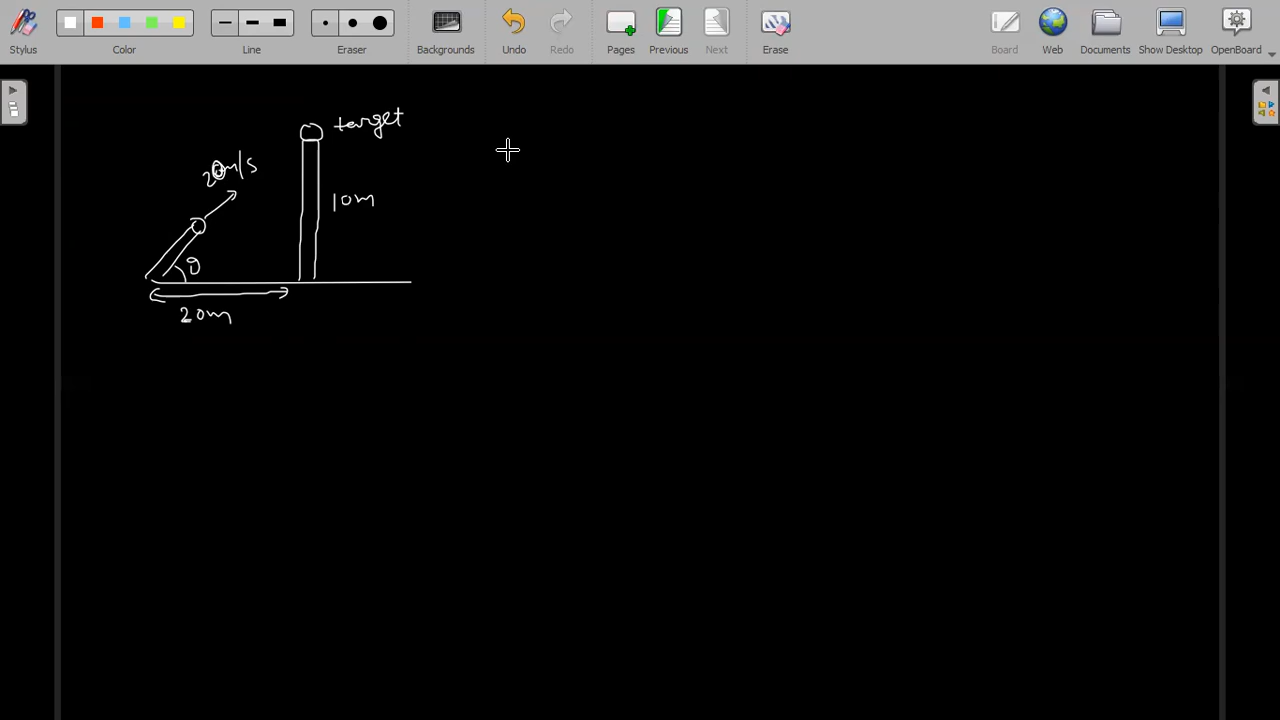 Stylus Color Line Eraser Backgrounds Undo Redo Pages Previous Next Erase Board Web Documents Show Desktop OpenBoard
target
20m/s
10m
θ
20m